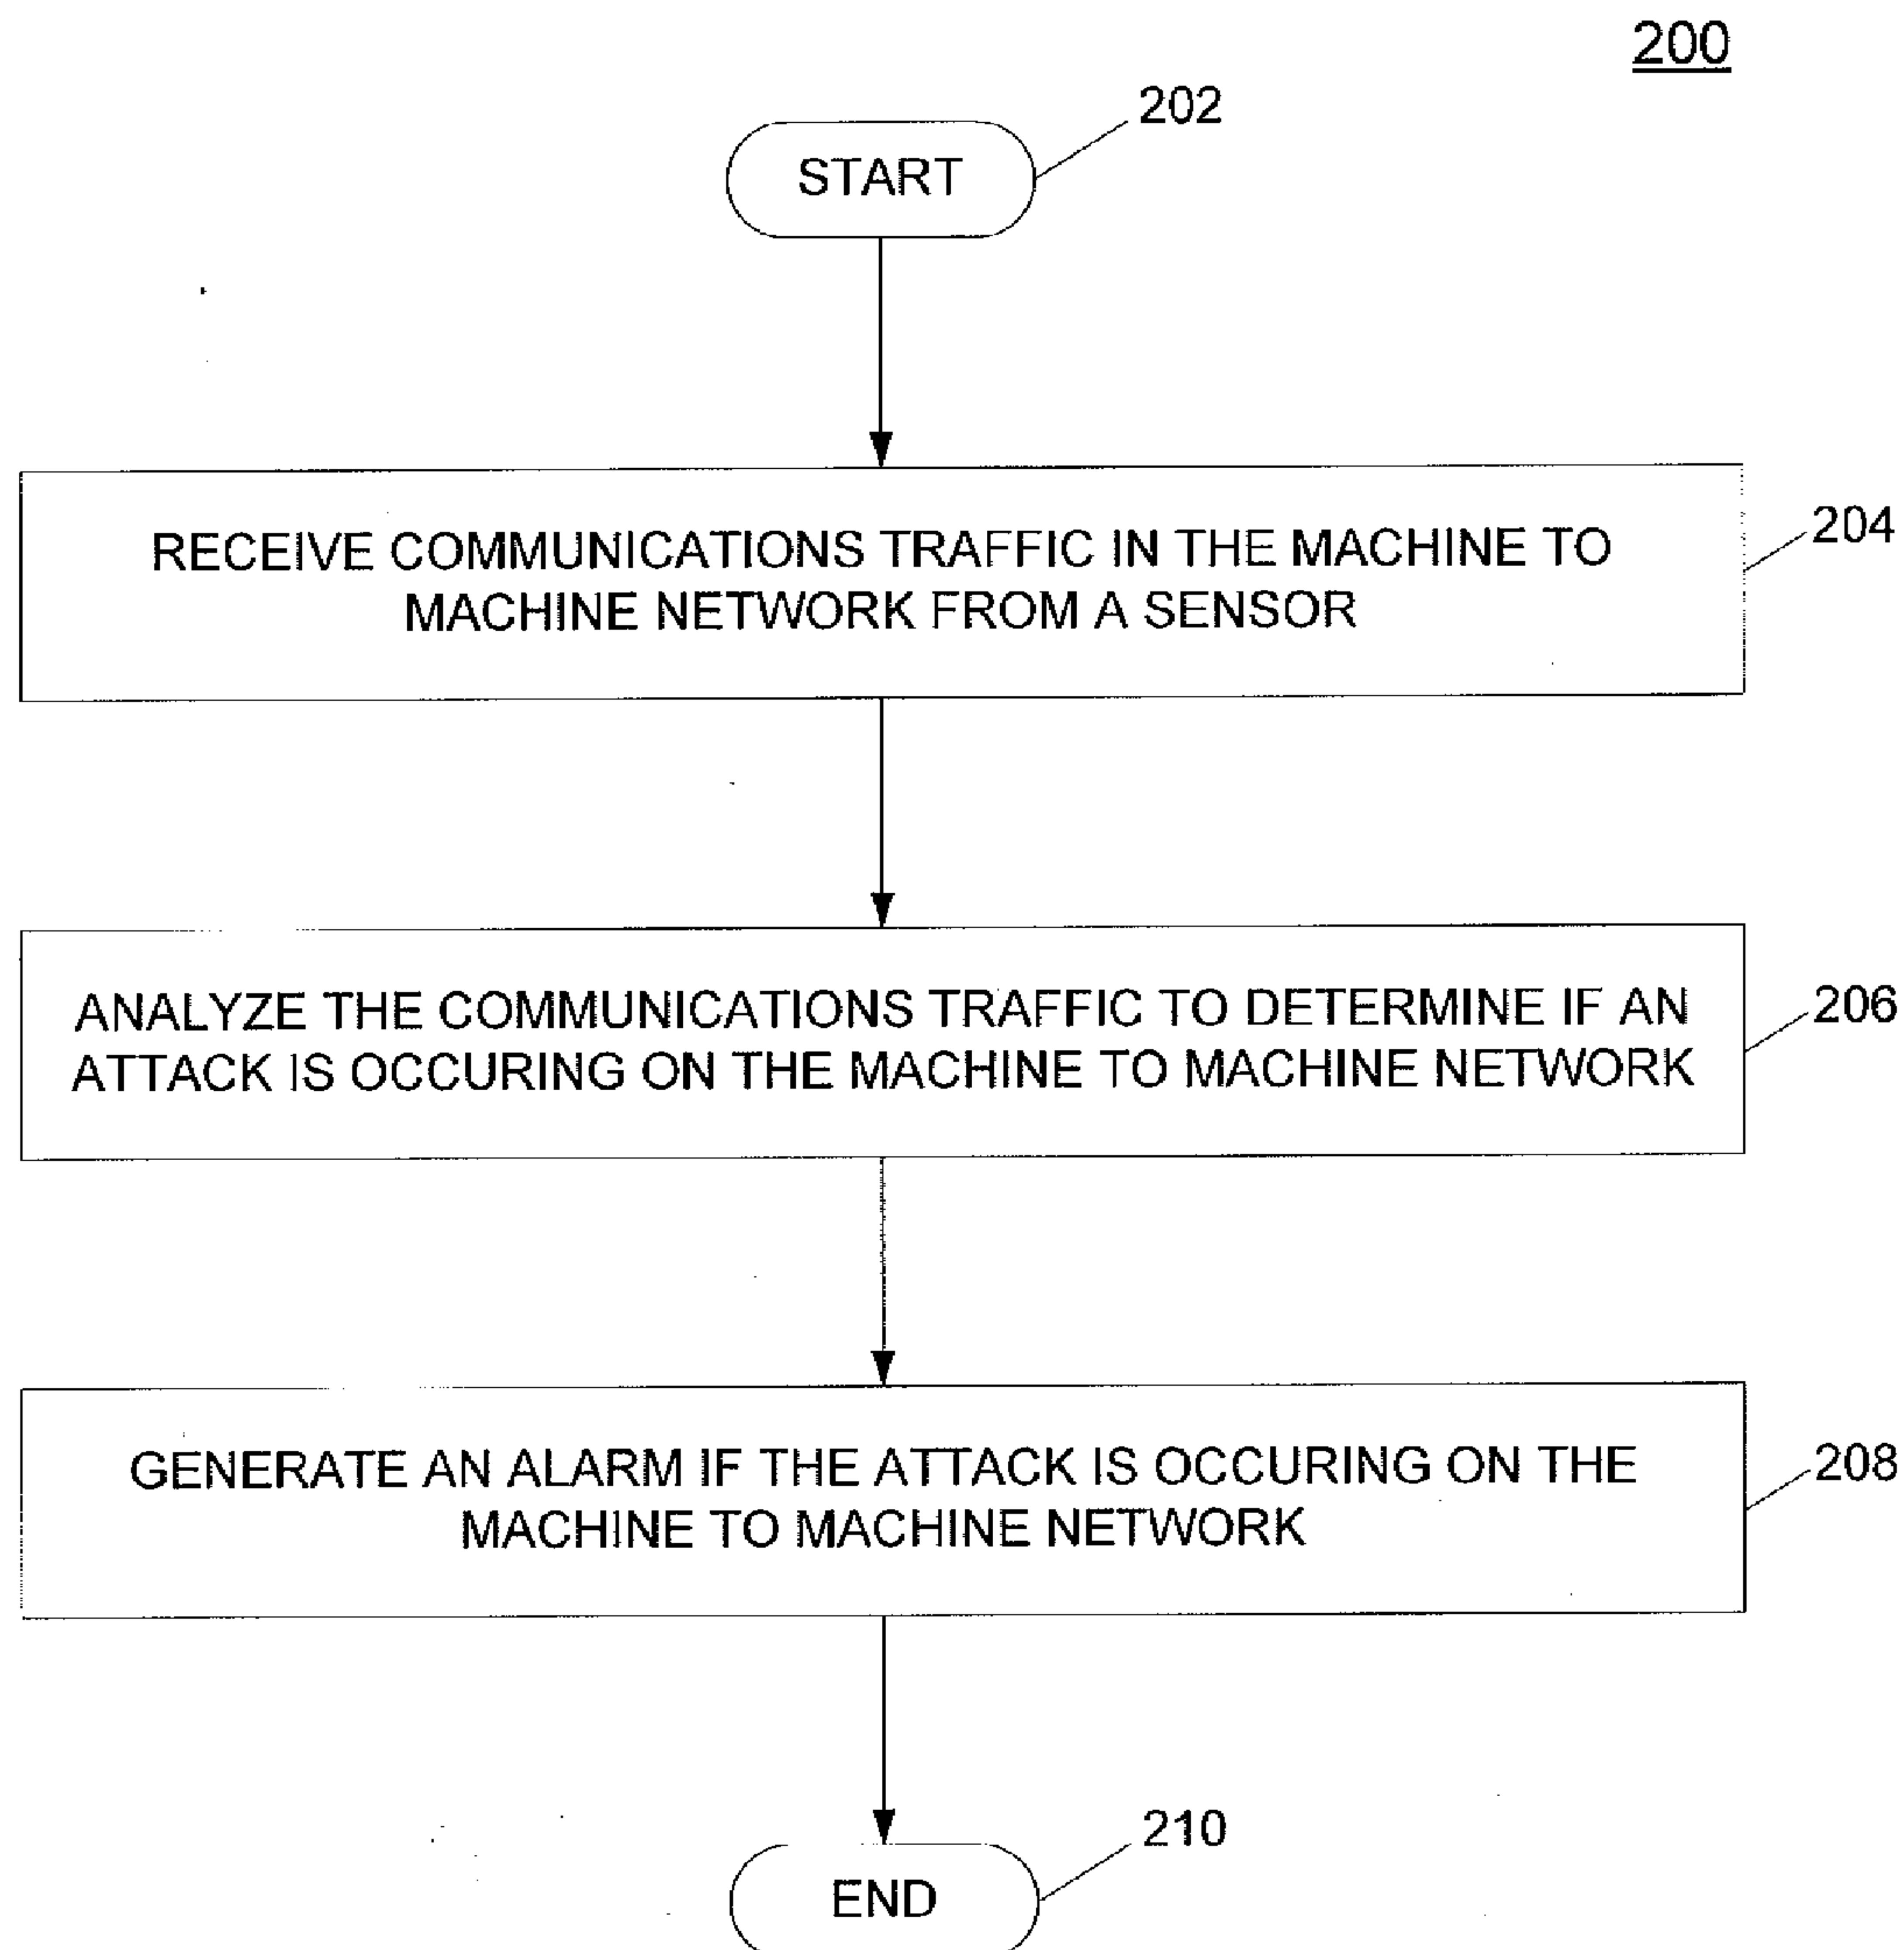 200
202
START
RECEIVE COMMUNICATIONS TRAFFIC IN THE MACHINE TO
MACHINE NETWORK FROM A SENSOR
204
ANALYZE THE COMMUNICATIONS TRAFFIC TO DETERMINE IF AN
ATTACK IS OCCURING ON THE MACHINE TO MACHINE NETWORK
206
GENERATE AN ALARM IF THE ATTACK IS OCCURING ON THE
MACHINE TO MACHINE NETWORK
208
210
END